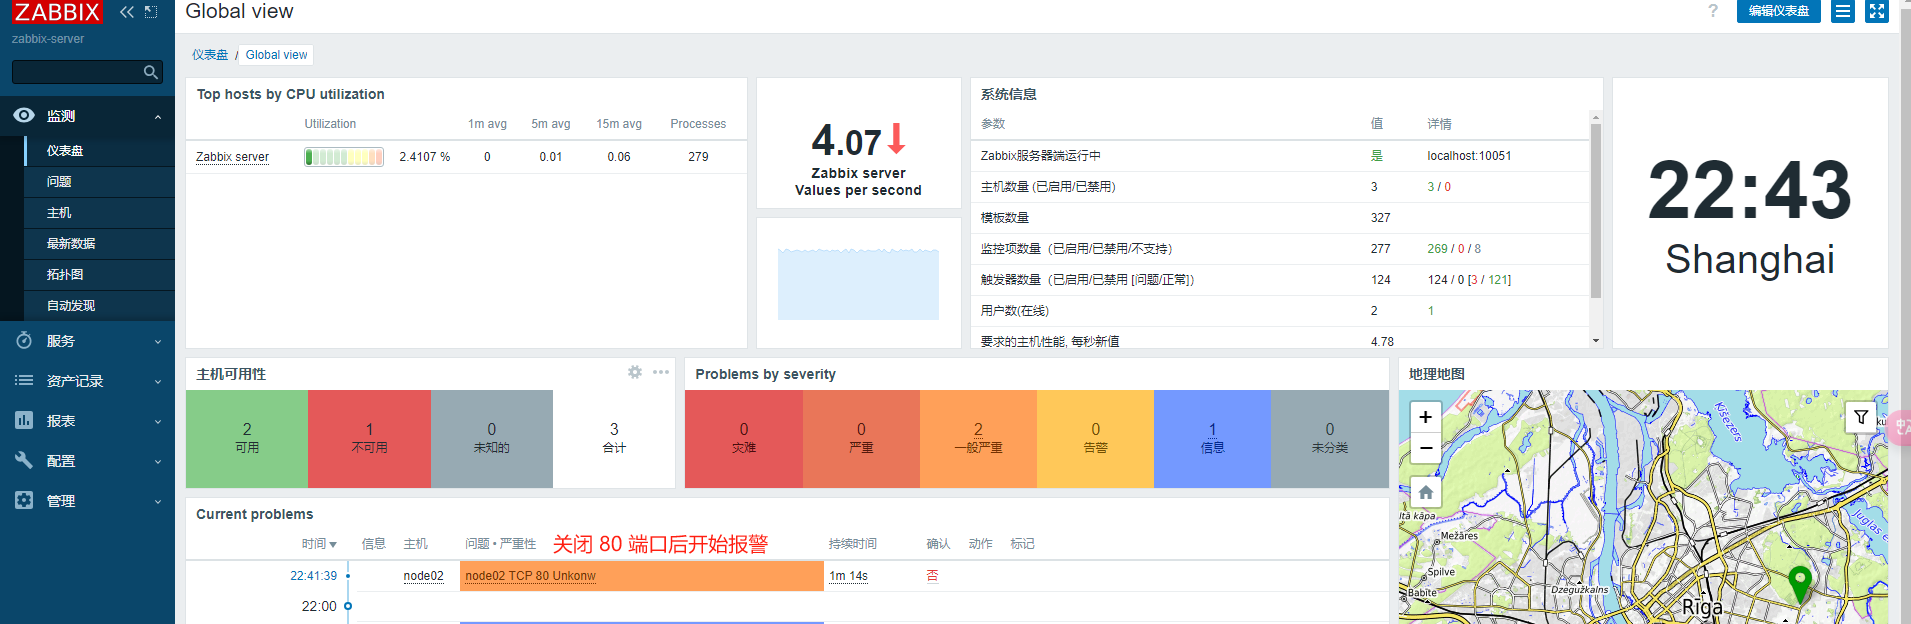 ZABBIX
zabbix-server
监测
仪表盘
问题
主机
最新数据
拓扑图
自动发现
服务
资产记录
报表
配置
管理
Global view
?
编辑仪表盘
仪表盘 / Global view
Top hosts by CPU utilization
Utilization 1m avg 5m avg 15m avg Processes
Zabbix server 2.4107 % 0 0.01 0.06 279
4.07
Zabbix server
Values per second
系统信息
参数 值 详情
Zabbix服务器端运行中 是 localhost:10051
主机数量 (已启用/已禁用) 3 3 / 0
模板数量 327
监控项数量（已启用/已禁用/不支持） 277 269 / 0 / 8
触发器数量（已启用/已禁用 [问题/正常]） 124 124 / 0 [3 / 121]
用户数(在线) 2 1
要求的主机性能, 每秒新值 4.78
22:43
Shanghai
主机可用性
2 1 0 3
可用 不可用 未知的 合计
Problems by severity
0 0 2 0 1 0
灾难 严重 一般严重 告警 信息 未分类
Current problems
时间 信息 主机 问题 • 严重性 关闭 80 端口后开始报警 持续时间 确认 动作 标记
22:41:39 node02 node02 TCP 80 Unkonw 1m 14s 否
22:00
地理地图
+
−
Ķīšezers
Mežāres
Spilve
Babīte
Dzegužkalns
Rīga
Juglas